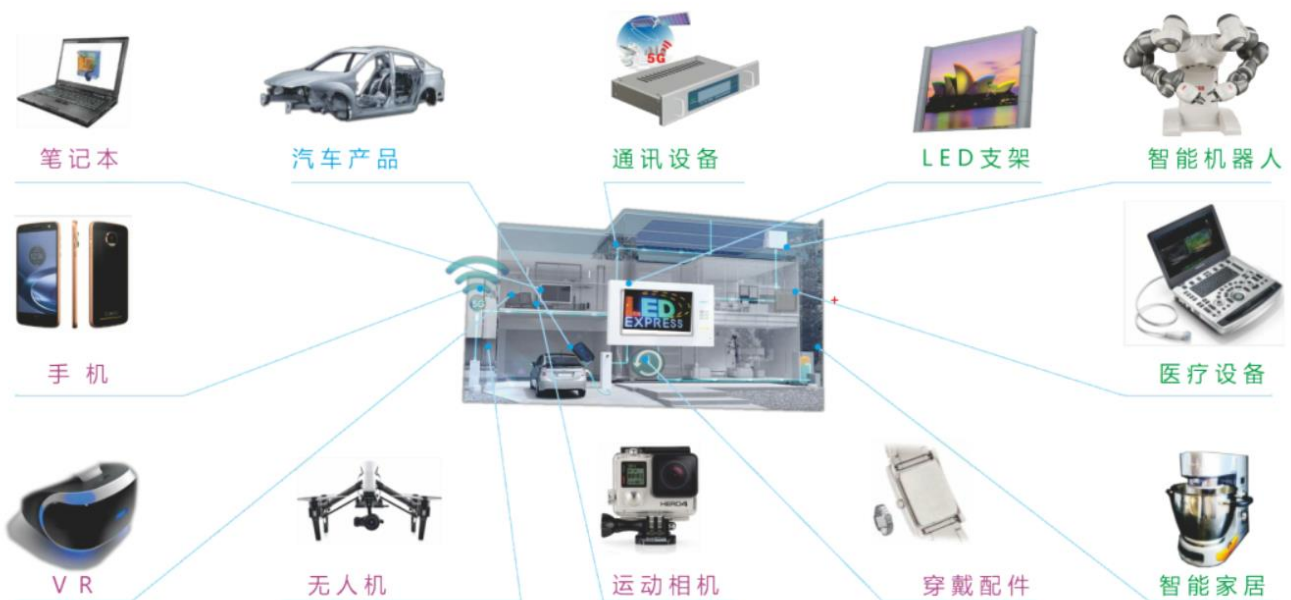 5G
笔记本
汽车产品
通讯设备
LED支架
智能机器人
5G
LED
EXPRESS
+
手 机
医疗设备
HERO4
VR
无人机
运动相机
穿戴配件
智能家居